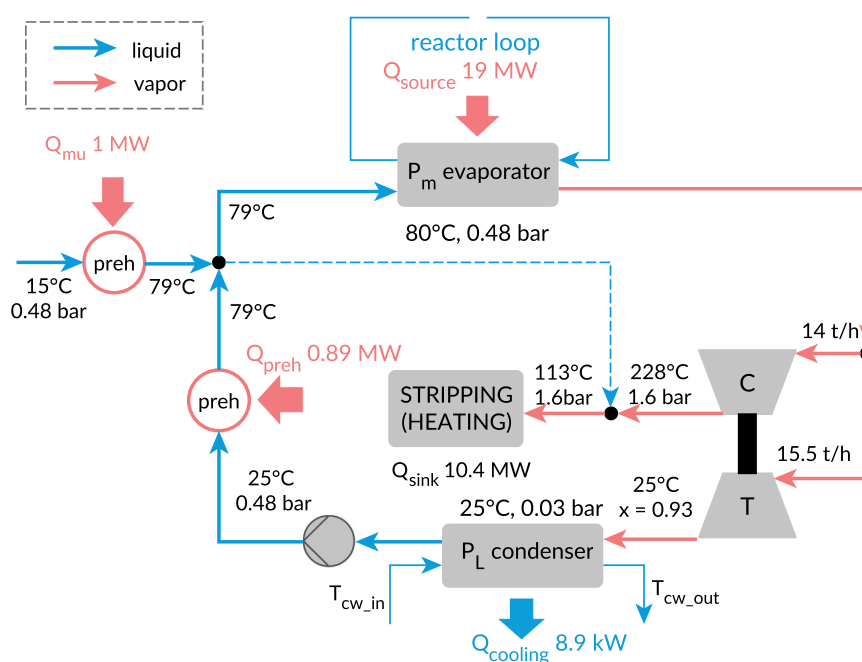 liquid
vapor
reactor loop
Qsource 19 MW
Qmu 1 MW
Pm evaporator
79°C
80°C, 0.48 bar
preh
15°C
0.48 bar
79°C
79°C
Qpreh 0.89 MW
preh
14 t/h
113°C
1.6bar
228°C
1.6 bar
C
STRIPPING
(HEATING)
Qsink 10.4 MW
15.5 t/h
25°C
0.48 bar
25°C
x = 0.93
T
25°C, 0.03 bar
PL condenser
Tcw_in
Tcw_out
Qcooling 8.9 kW